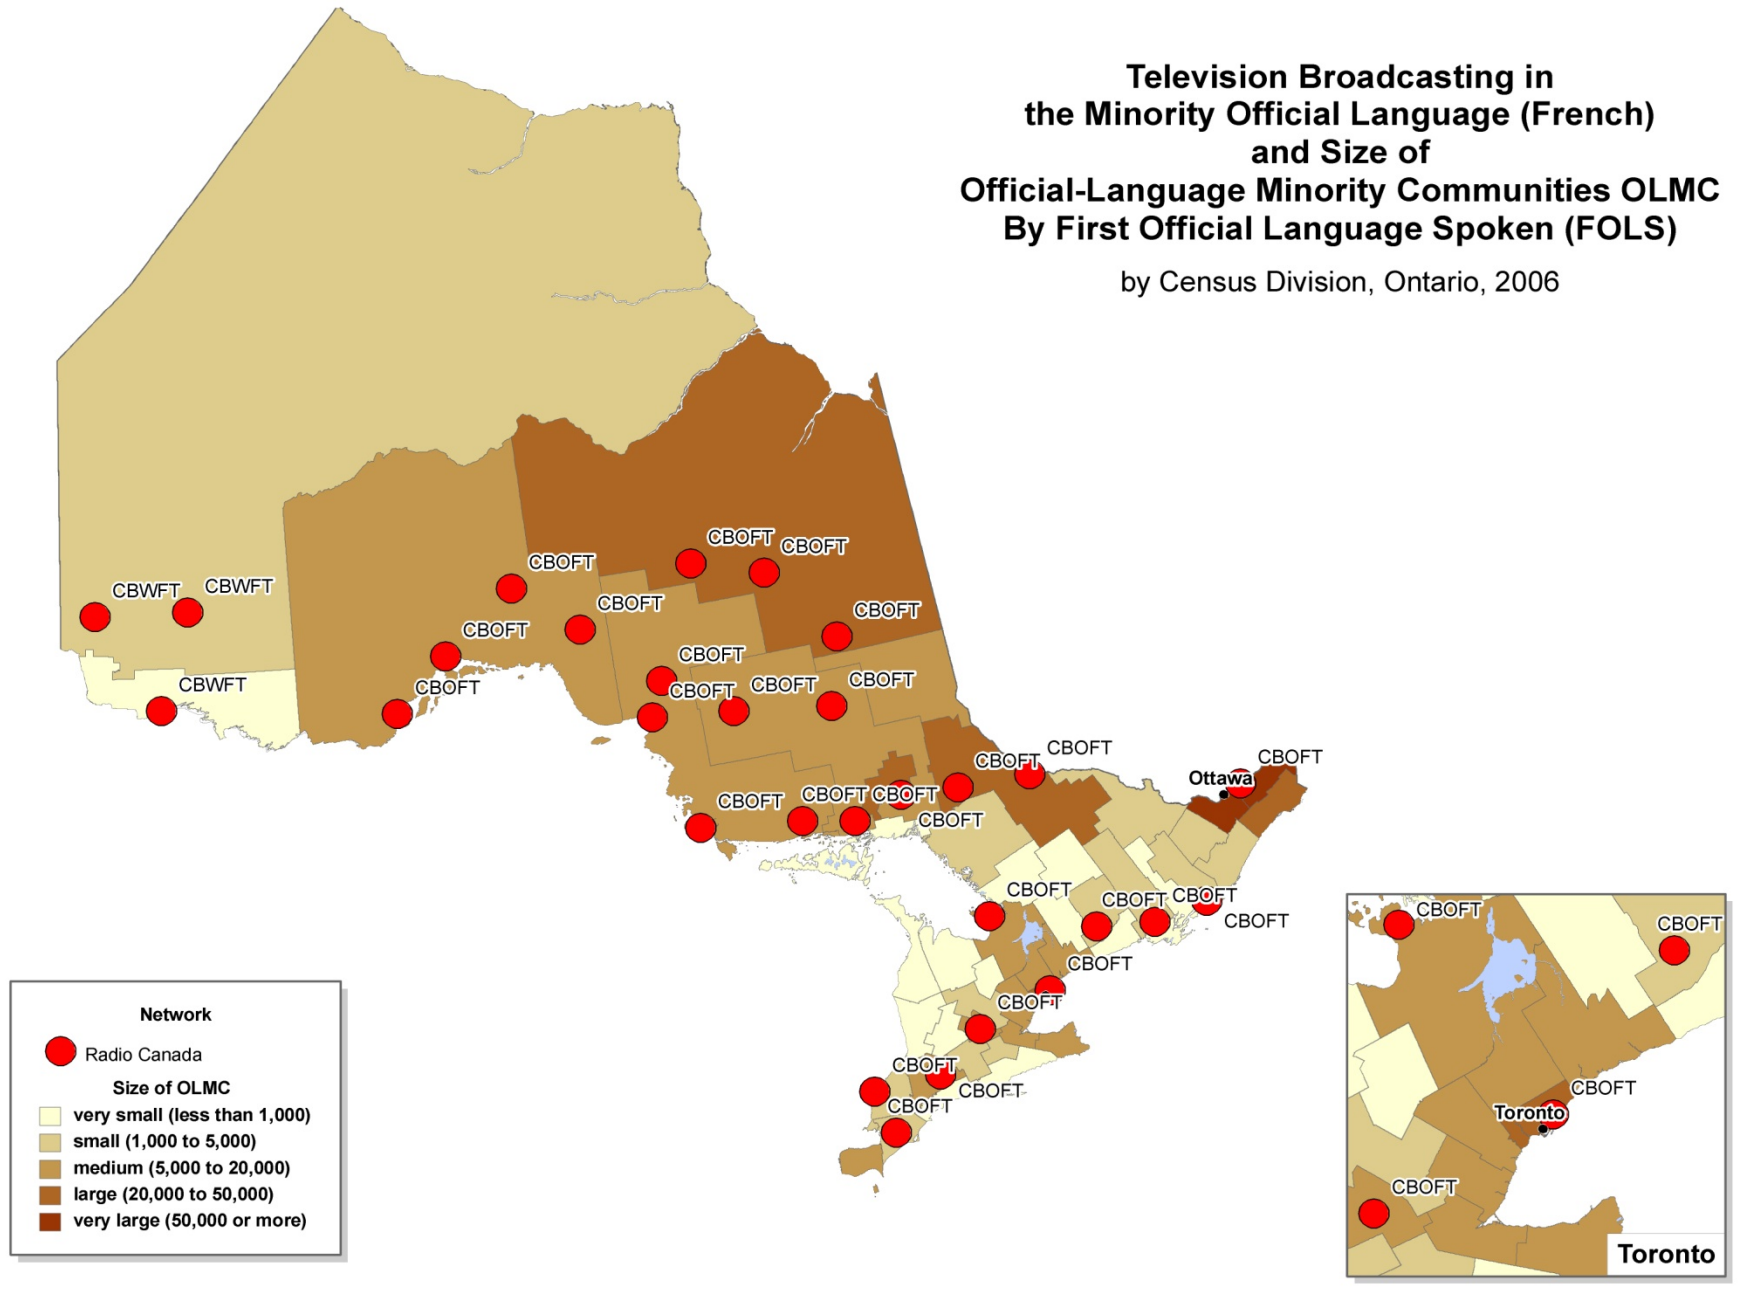 Television Broadcasting in
the Minority Official Language (French)
and Size of
Official-Language Minority Communities OLMC
By First Official Language Spoken (FOLS)
by Census Division, Ontario, 2006
CBOFT
CBOFT
CBOFT
CBWFT
CBWFT
CBOFT
CBOFT
CBOFT
CBOFT
CBOFT
CBOFT
CBOFT
CBOFT
CBWFT
CBOFT
CBOFT
CBOFT
CBOFT
Ottawa
CBOFT
CBOFT
CBOFT
CBOFT
CBOFT
CBOFT
CBOFT
CBOFT
CBOFT
CBOFT
CBOFT
CBOFT
CBOFT
CBOFT
Network
Radio Canada
Size of OLMC
very small (less than 1,000)
small (1,000 to 5,000)
medium (5,000 to 20,000)
large (20,000 to 50,000)
very large (50,000 or more)
CBOFT
CBOFT
CBOFT
Toronto
CBOFT
Toronto